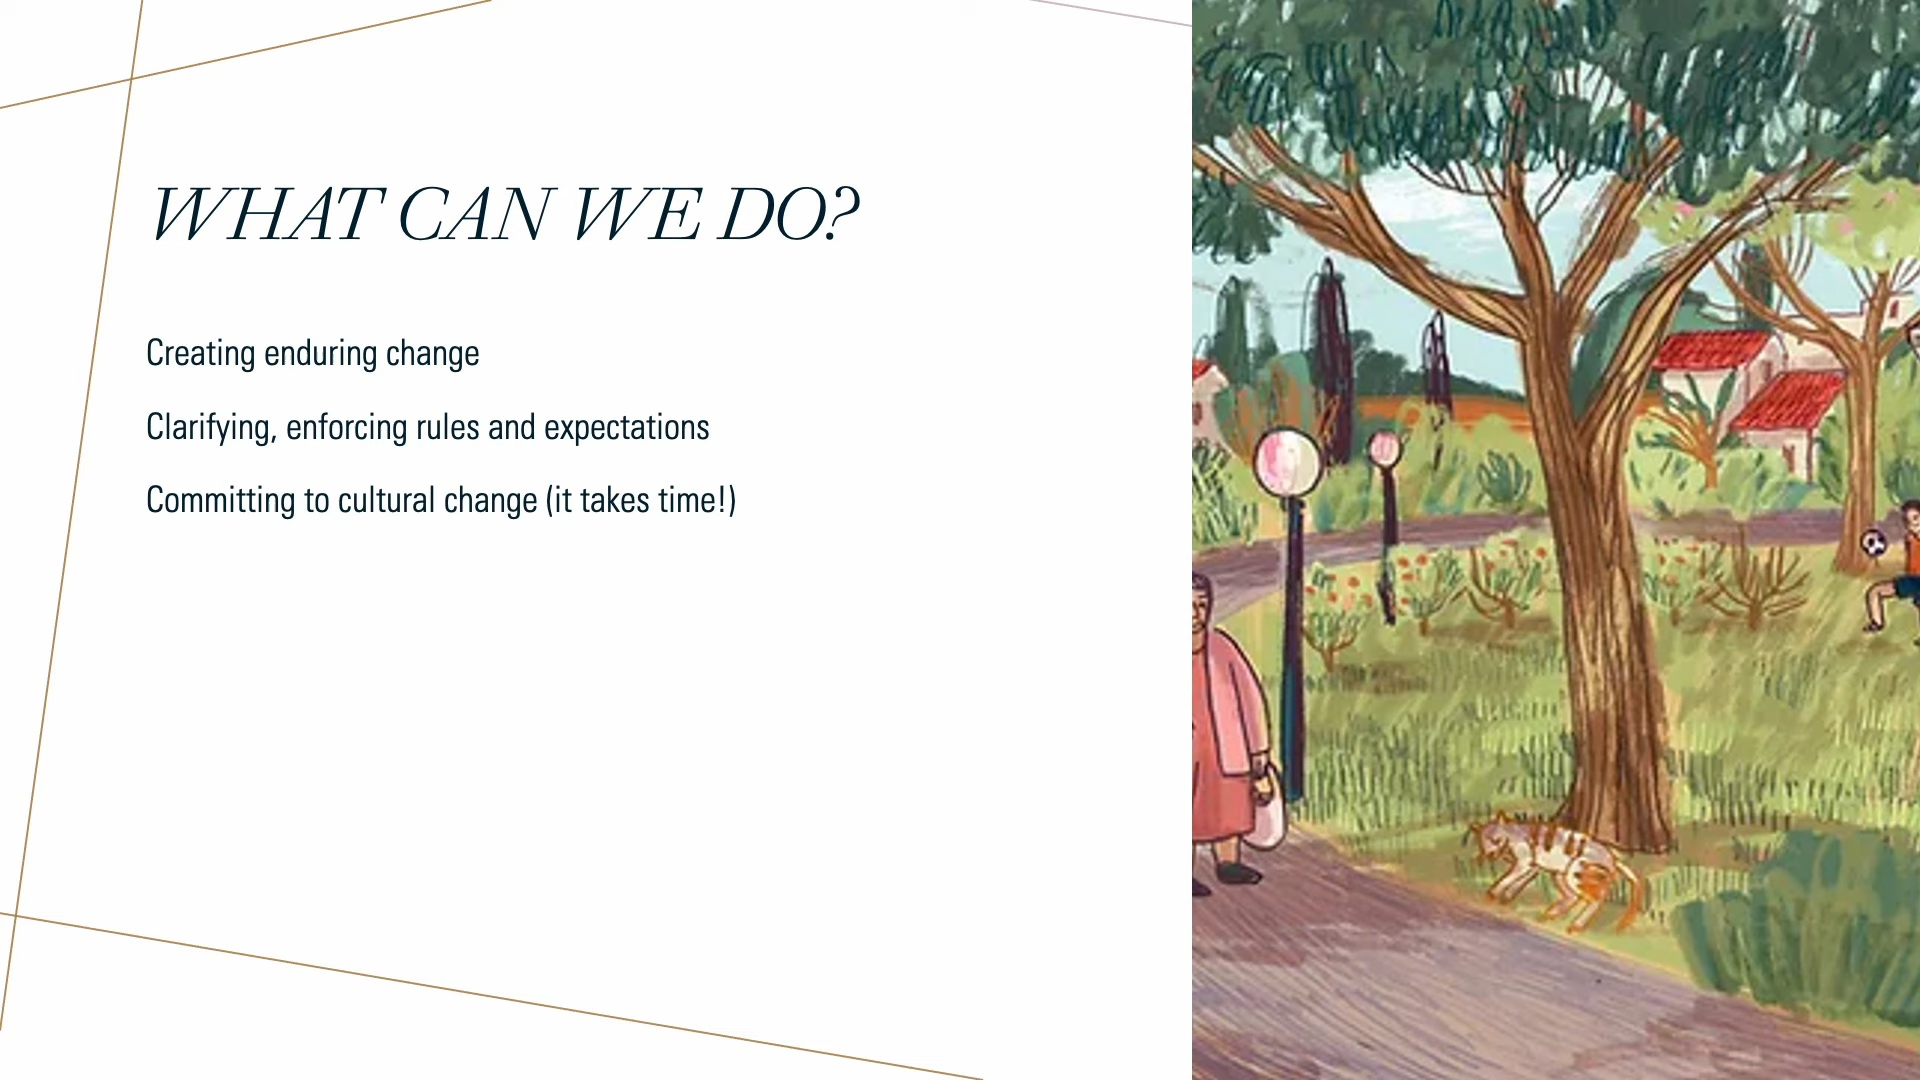 WHAT CAN WE DO?
Creating enduring change
Clarifying, enforcing rules and expectations
Committing to cultural change (it takes time!)